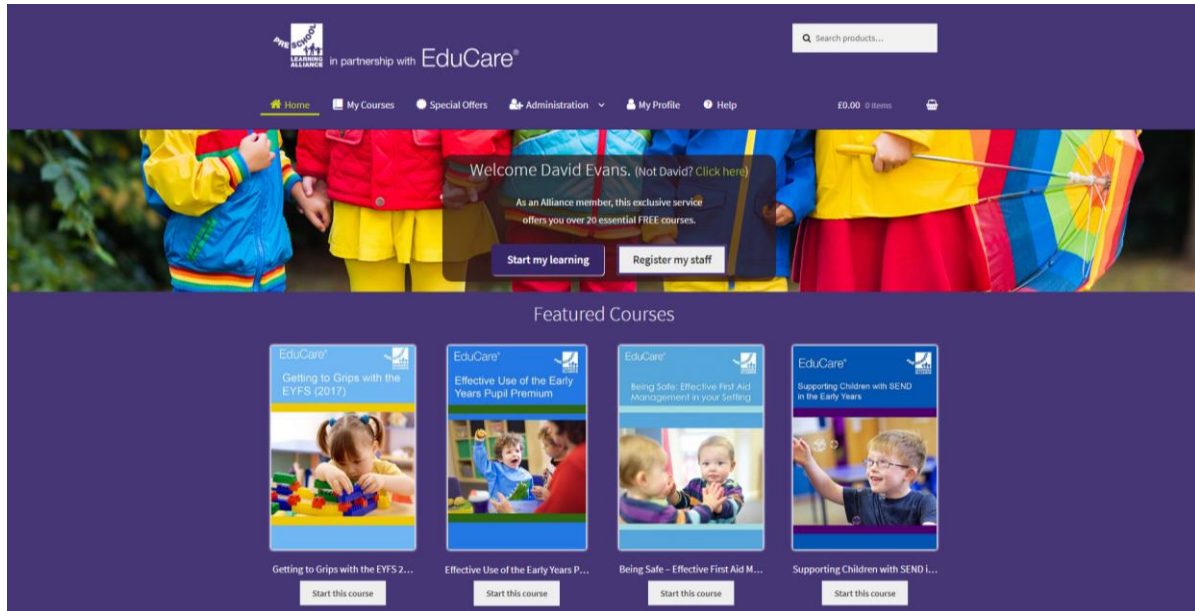 PRE SCHOOL
LEARNING
ALLIANCE
in partnership with EduCare®
Search products...
Home
My Courses
Special Offers
Administration
My Profile
Help
£0.00 0 items
Welcome David Evans. (Not David? Click here)
As an Alliance member, this exclusive service
offers you over 20 essential FREE courses.
Start my learning
Register my staff
Featured Courses
EduCare®
Getting to Grips with the
EYFS (2017)
EduCare®
Effective Use of the Early
Years Pupil Premium
EduCare®
Being Safe: Effective First Aid
Management in your Setting
EduCare®
Supporting Children with SEND
in the Early Years
Getting to Grips with the EYFS 2...
Effective Use of the Early Years P...
Being Safe – Effective First Aid M...
Supporting Children with SEND i...
Start this course
Start this course
Start this course
Start this course